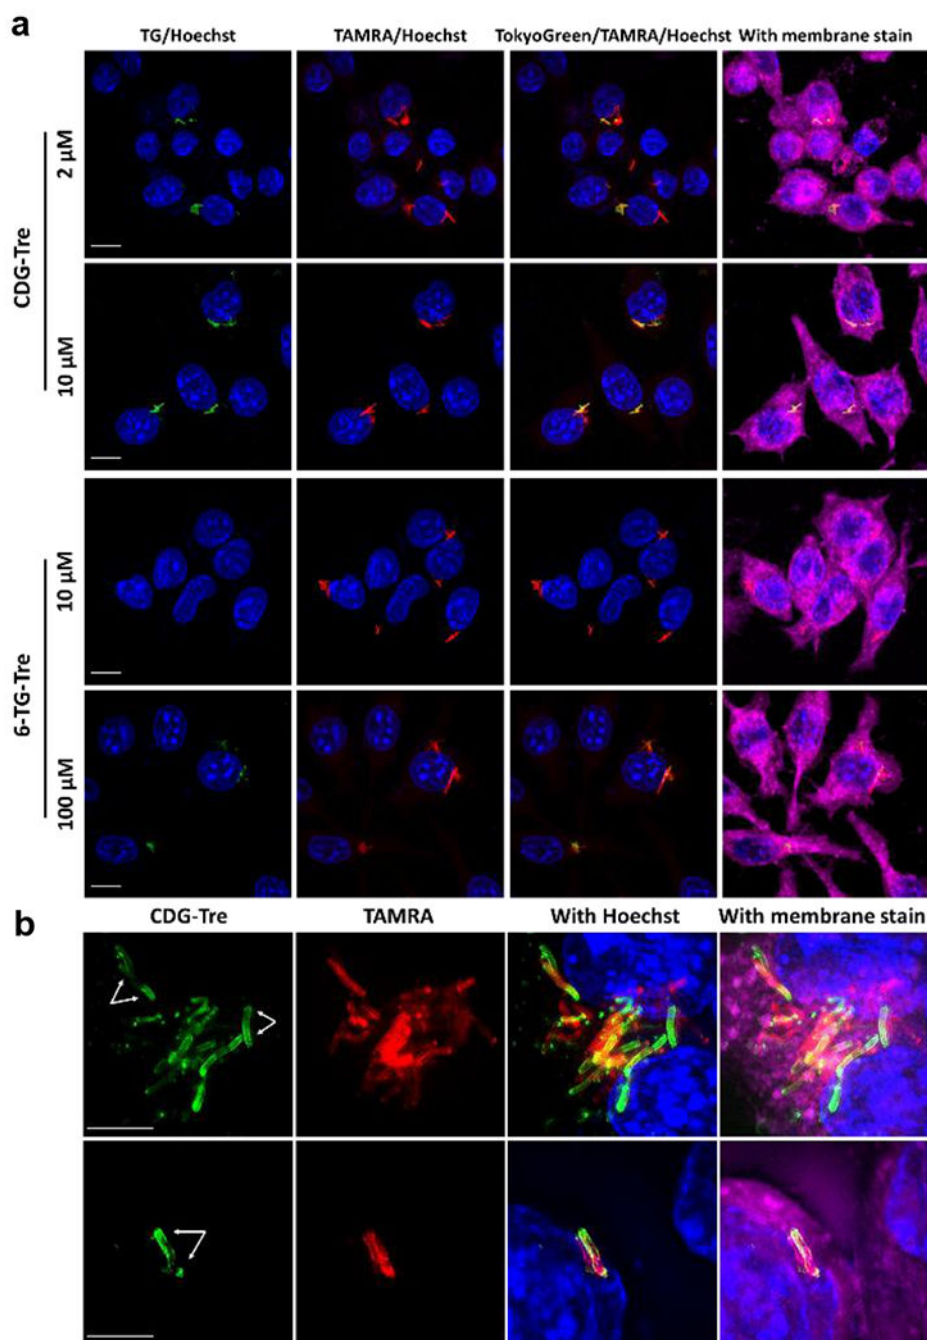 a
TG/Hoechst TAMRA/Hoechst TokyoGreen/TAMRA/Hoechst With membrane stain
CDG-Tre
2 μM
10 μM
6-TG-Tre
10 μM
100 μM
b
CDG-Tre TAMRA With Hoechst With membrane stain